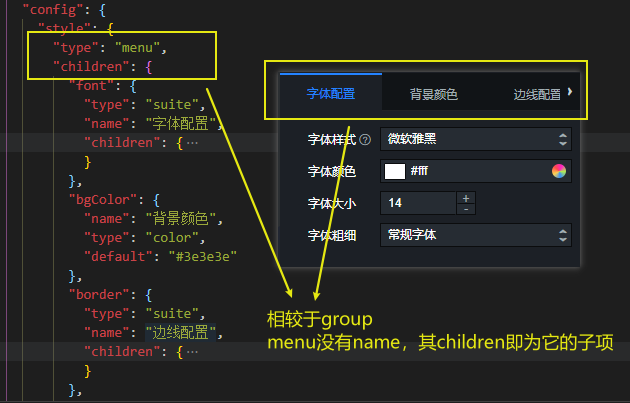 "config": {
"style": {
"type": "menu",
"children": {
"font": {
"type": "suite",
"name": "字体配置",
"children": {···
}
},
"bgColor": {
"name": "背景颜色",
"type": "color",
"default": "#3e3e3e"
},
"border": {
"type": "suite",
"name": "边线配置",
"children": {···
}
},
字体配置 背景颜色 边线配置
字体样式 ? 微软雅黑
字体颜色 #fff
字体大小 14 + -
字体粗细 常规字体
相较于group
menu没有name，其children即为它的子项